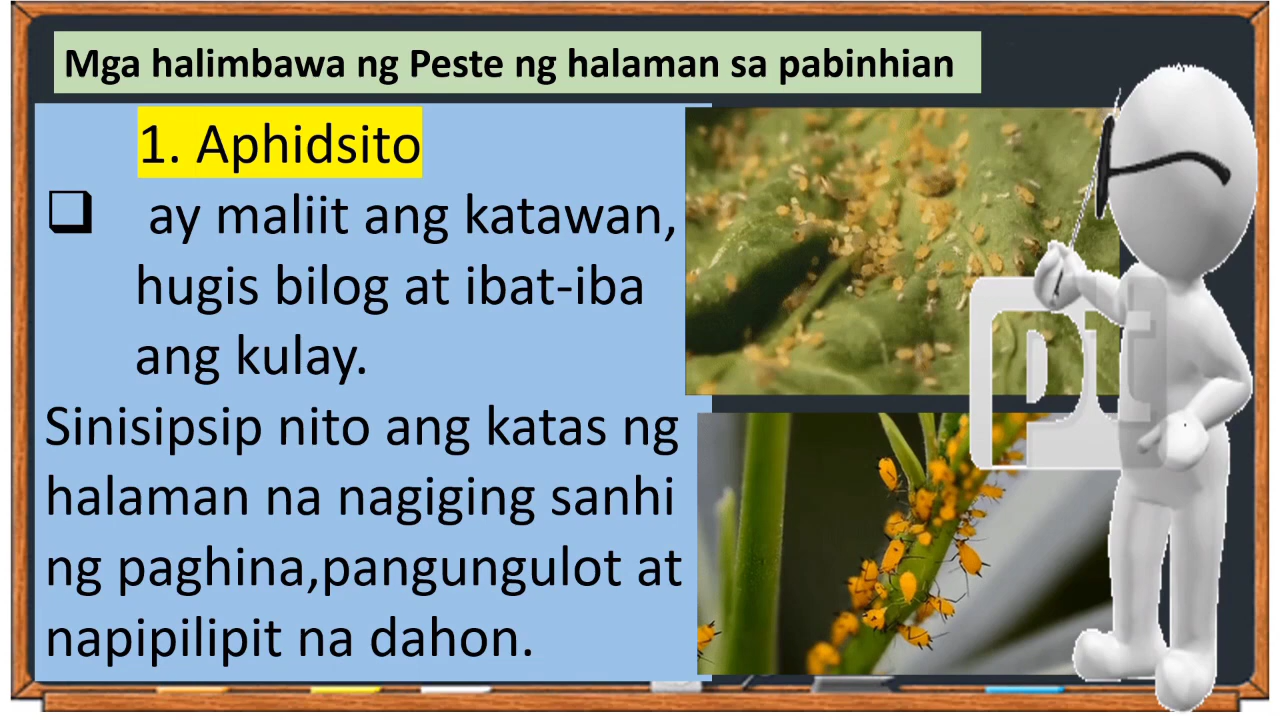 Mga halimbawa ng Peste ng halaman sa pabinhian
1. Aphidsito
ay maliit ang katawan,
hugis bilog at ibat-iba
ang kulay.
Sinisipsip nito ang katas ng
halaman na nagiging sanhi
ng paghina,pangungulot at
napipilipit na dahon.
pt